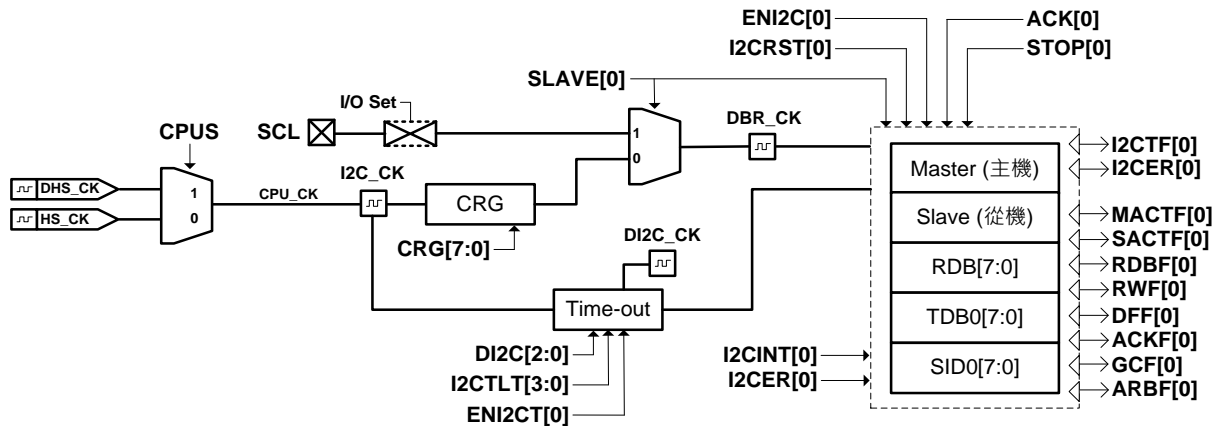 ENI2C[0]
ACK[0]
I2CRST[0]
STOP[0]
SLAVE[0]
I/O Set
DBR_CK
CPUS
SCL
1
0
I2CTF[0]
I2CER[0]
Master (主機)
I2C_CK
DHS_CK
1
CPU_CK
CRG
HS_CK
0
Slave (從機)
MACTF[0]
SACTF[0]
CRG[7:0]
DI2C_CK
RDB[7:0]
RDBF[0]
RWF[0]
Time-out
TDB0[7:0]
DFF[0]
ACKF[0]
DI2C[2:0]
I2CINT[0]
SID0[7:0]
GCF[0]
I2CTLT[3:0]
I2CER[0]
ARBF[0]
ENI2CT[0]